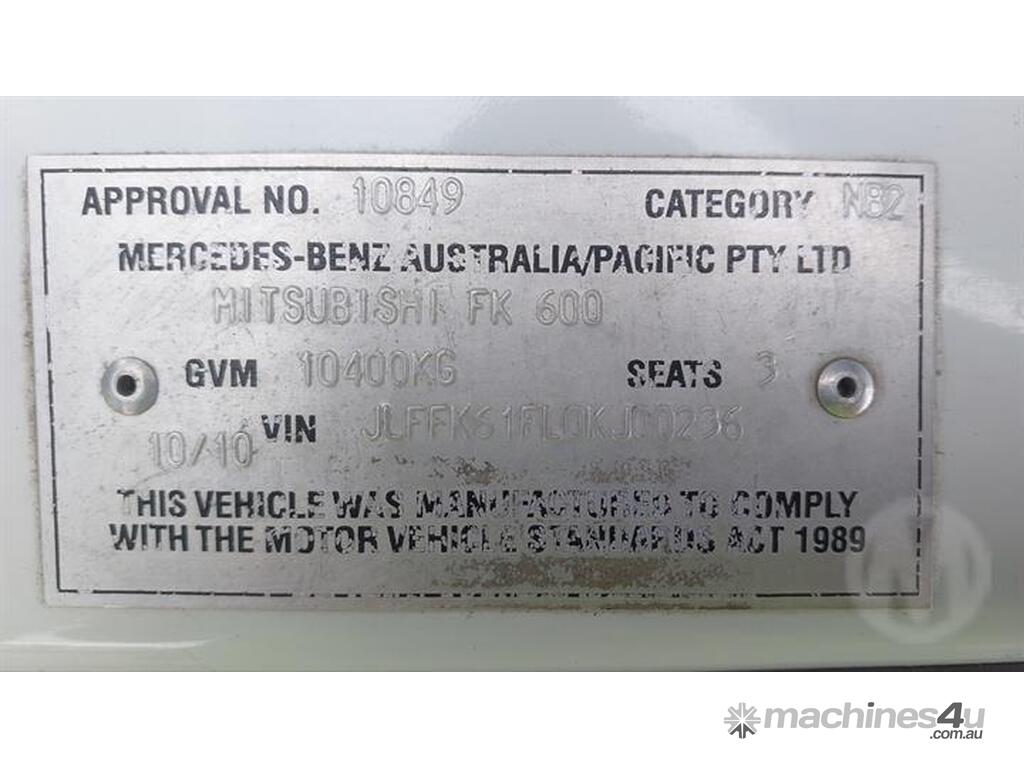 APPROVAL NO. 10849 CATEGORY NB2
MERCEDES-BENZ AUSTRALIA/PACIFIC PTY LTD
MITSUBISHI FK 600
GVM 10400KG SEATS 3
10/10 VIN JLFFK61FL0KJ00236
THIS VEHICLE WAS MANUFACTURED TO COMPLY
WITH THE MOTOR VEHICLE STANDARDS ACT 1989
machines4u
.com.au